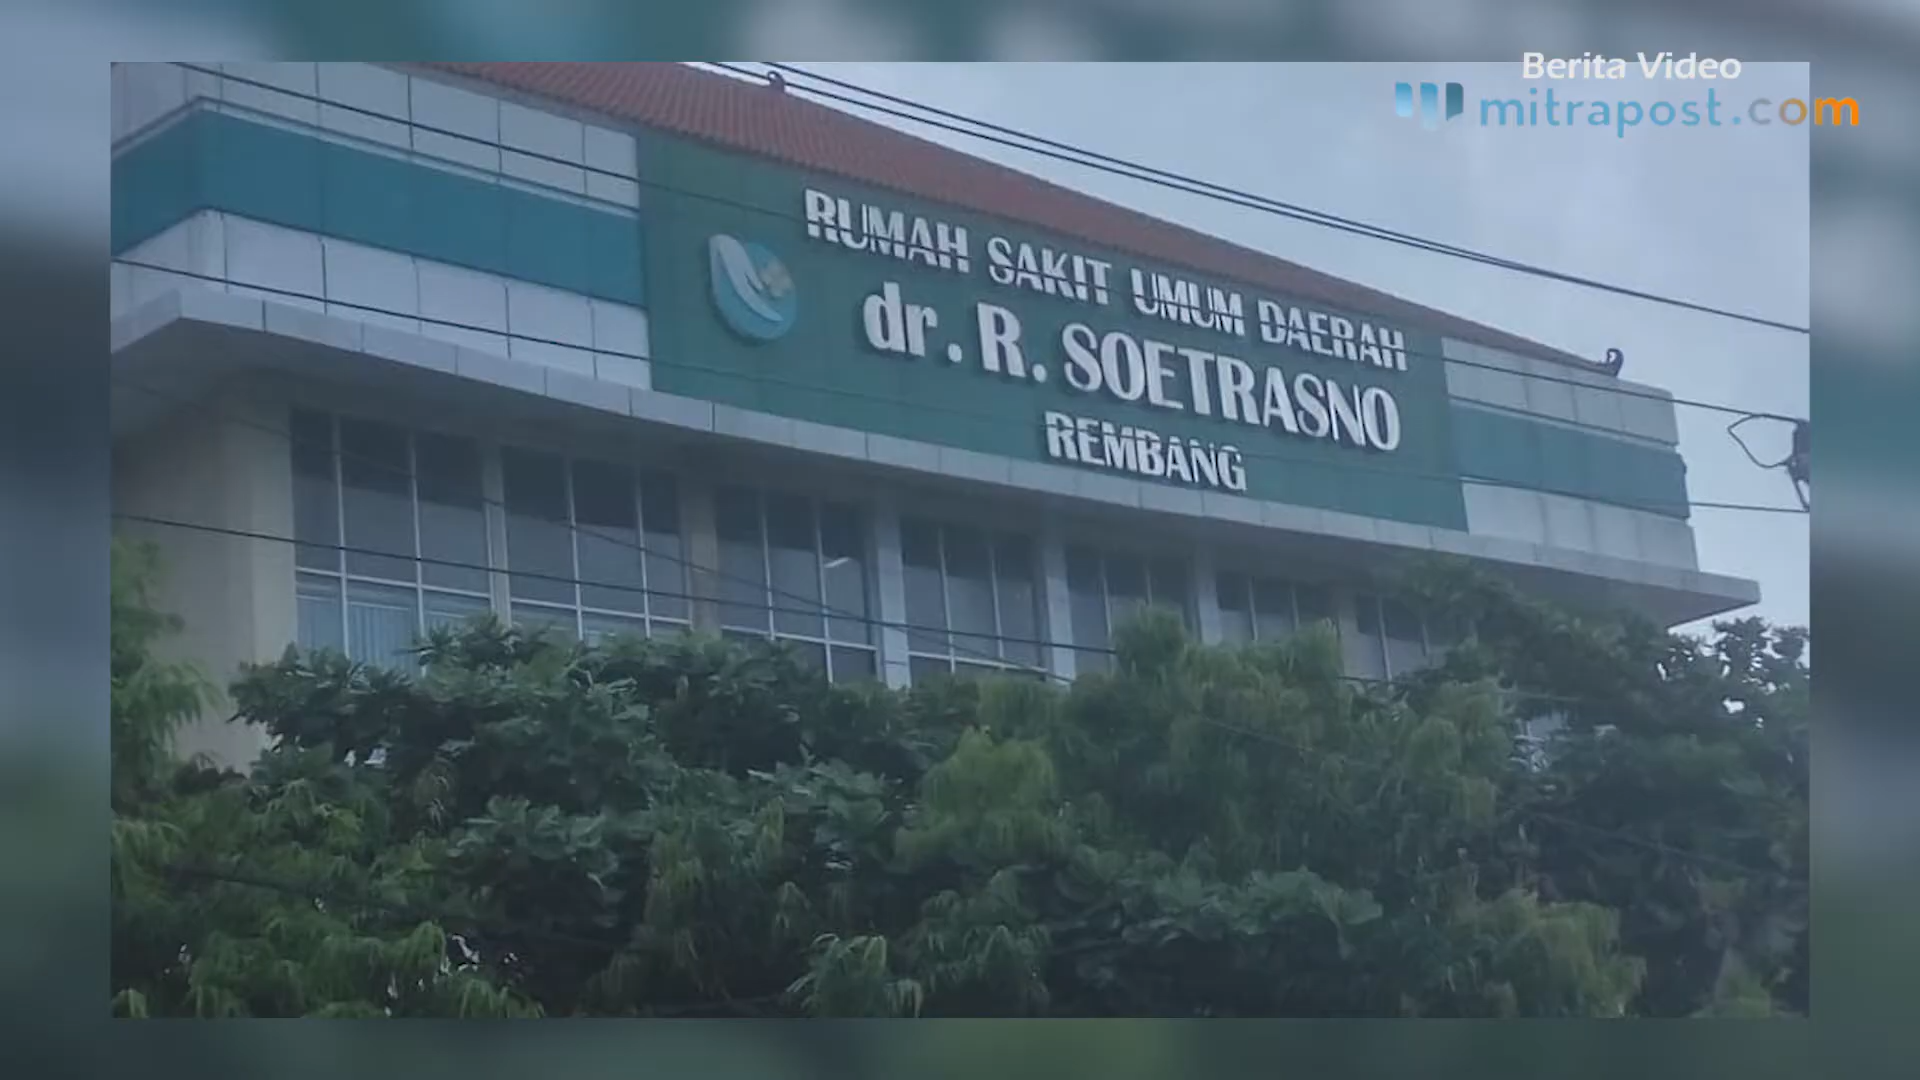 Berita Video
mitrapost.com
RUMAH SAKIT UMUM DAERAH
dr. R. SOETRASNO
REMBANG